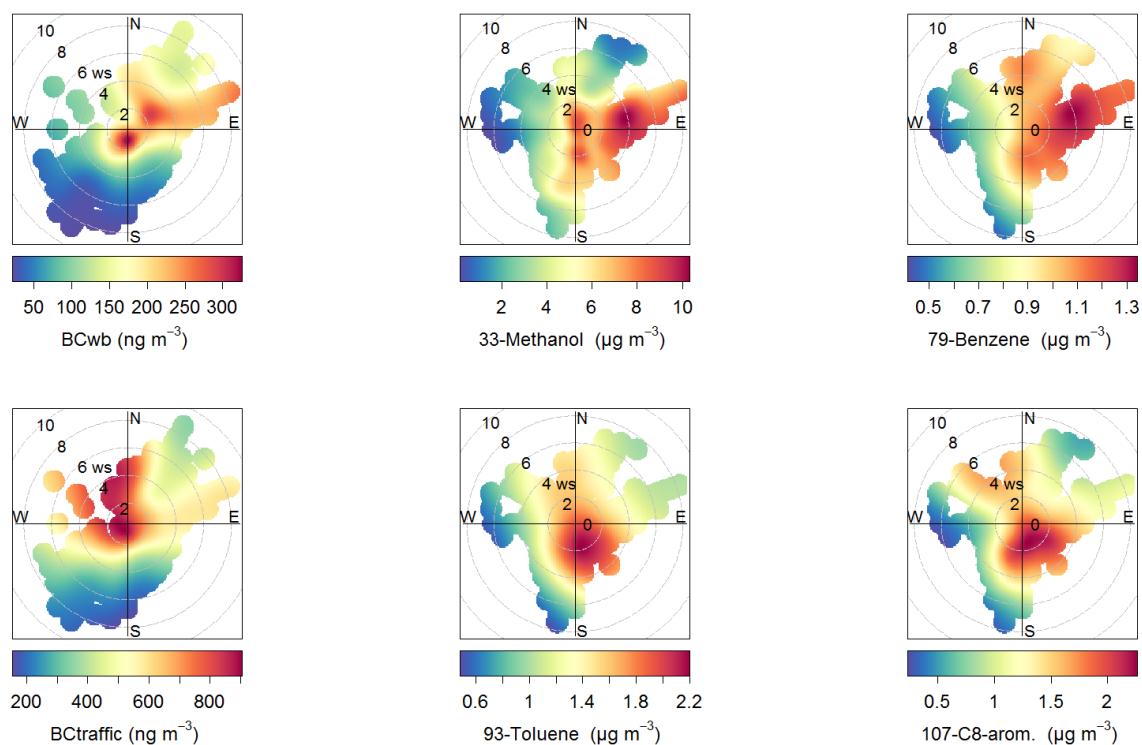 N
10
8
6 ws
4
2
W
E
S
50 100 150 200 250 300
BCwb (ng m⁻³)
N
10
8
6
4 ws
2
0
W
E
S
2 4 6 8 10
33-Methanol (µg m⁻³)
N
10
8
6
4 ws
2
0
W
E
S
0.5 0.7 0.9 1.1 1.3
79-Benzene (µg m⁻³)
N
10
8
6 ws
4
2
W
E
S
200 400 600 800
BCtraffic (ng m⁻³)
N
10
8
6
4 ws
2
0
W
E
S
0.6 1 1.4 1.8 2.2
93-Toluene (µg m⁻³)
N
10
8
6
4 ws
2
0
W
E
S
0.5 1 1.5 2
107-C8-arom. (µg m⁻³)